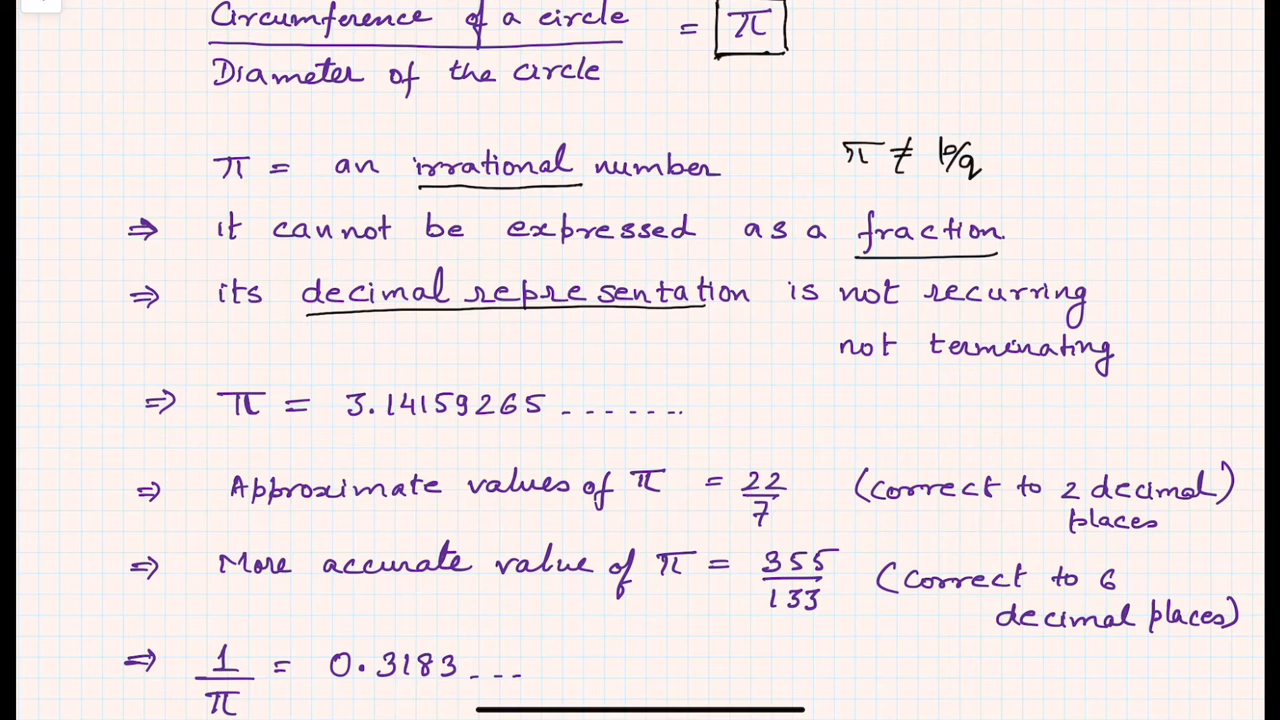 Circumference of a circle
Diameter of the circle
= π
π = an irrational number
π ≠ p/q
⇒ it cannot be expressed as a fraction.
⇒ its decimal representation is not recurring
not terminating
⇒ π = 3.14159265.......
⇒ Approximate values of π = 22/7 (correct to 2 decimal)
places
⇒ More accurate value of π = 355/133 (correct to 6
decimal places)
⇒ 1/π = 0.3183...